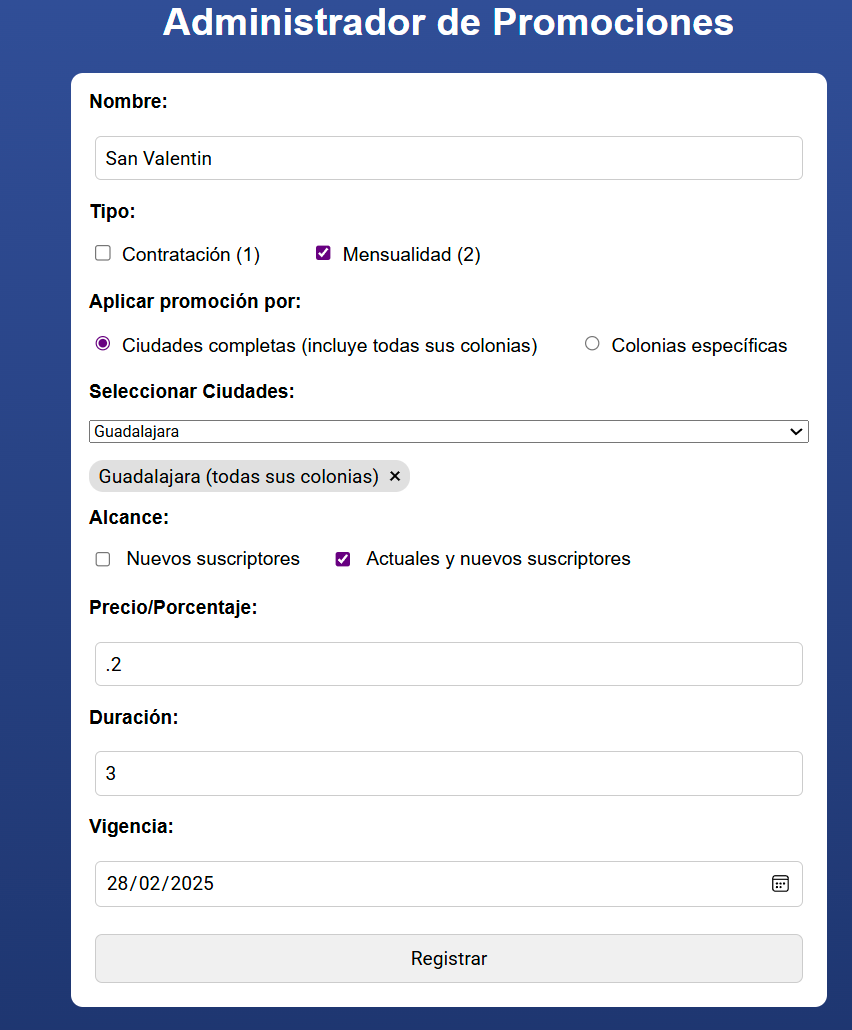 Administrador de Promociones
Nombre:
San Valentin
Tipo:
Contratación (1) Mensualidad (2)
Aplicar promoción por:
Ciudades completas (incluye todas sus colonias) Colonias específicas
Seleccionar Ciudades:
Guadalajara
Guadalajara (todas sus colonias) ×
Alcance:
Nuevos suscriptores Actuales y nuevos suscriptores
Precio/Porcentaje:
.2
Duración:
3
Vigencia:
28/02/2025
Registrar